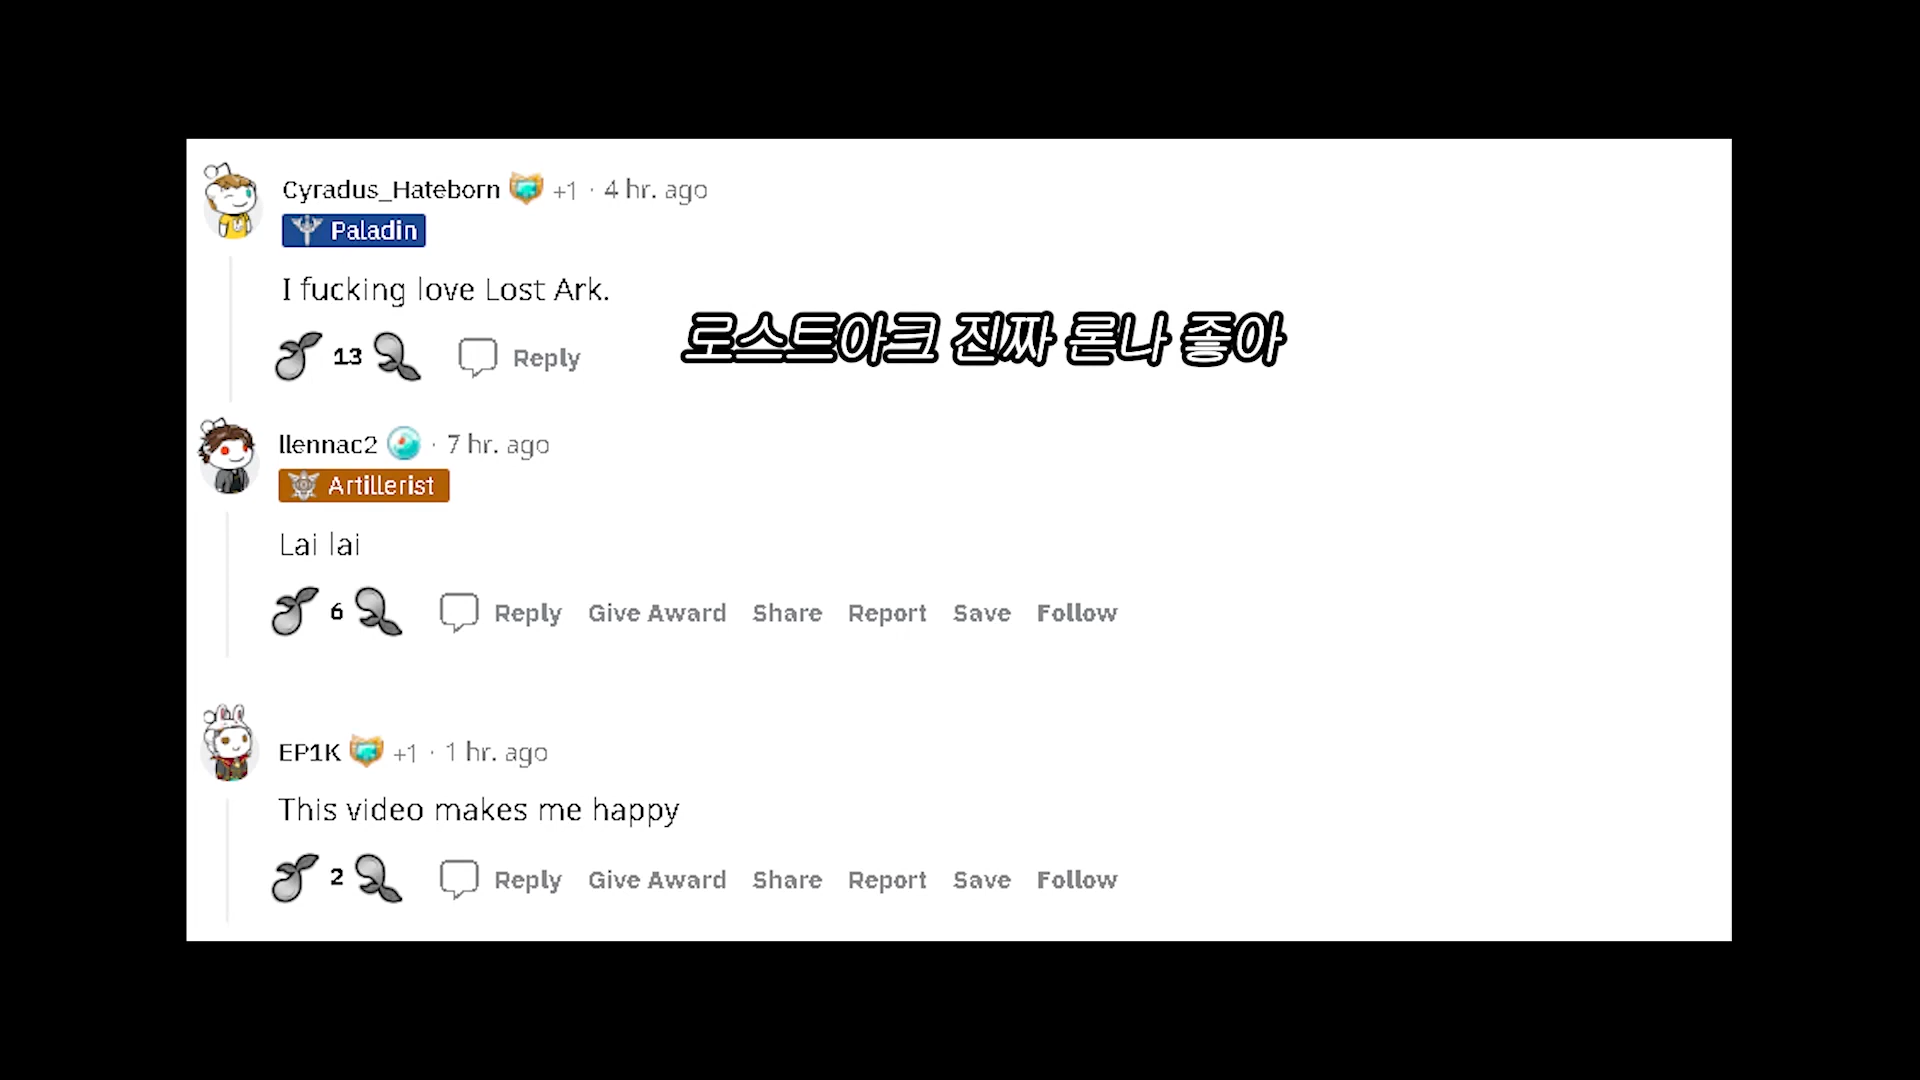 Cyradus_Hateborn +1 · 4 hr. ago
Paladin
I fucking love Lost Ark.
로스트아크 진짜 론나 좋아
13 Reply
llennac2 · 7 hr. ago
Artillerist
Lai lai
6 Reply Give Award Share Report Save Follow
EP1K +1 · 1 hr. ago
This video makes me happy
2 Reply Give Award Share Report Save Follow